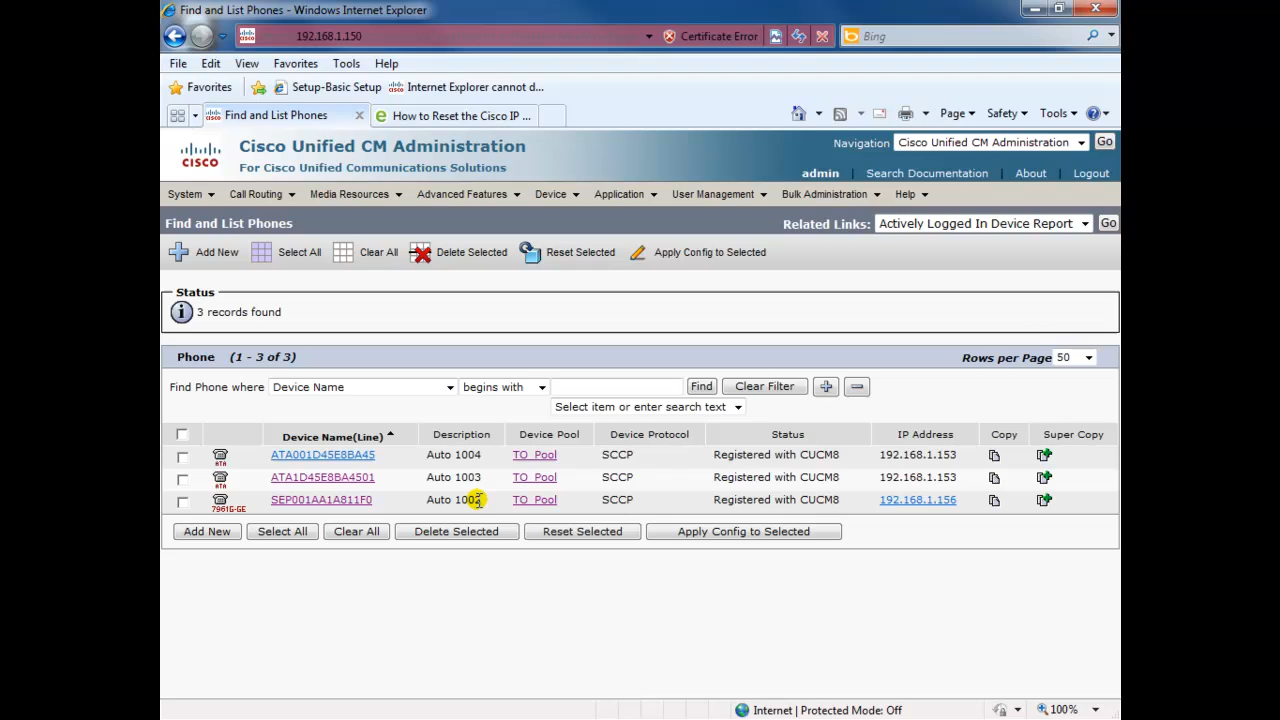 Find and List Phones - Windows Internet Explorer
192.168.1.150 Certificate Error Bing
File Edit View Favorites Tools Help
Favorites Setup-Basic Setup Internet Explorer cannot d...
Find and List Phones How to Reset the Cisco IP ... Page Safety Tools
CISCO Cisco Unified CM Administration
For Cisco Unified Communications Solutions
Navigation Cisco Unified CM Administration Go
admin Search Documentation About Logout
System Call Routing Media Resources Advanced Features Device Application User Management Bulk Administration Help
Find and List Phones Related Links: Actively Logged In Device Report Go
Add New Select All Clear All Delete Selected Reset Selected Apply Config to Selected
Status
3 records found
Phone (1 - 3 of 3) Rows per Page 50
Find Phone where Device Name begins with Find Clear Filter
Select item or enter search text
Device Name(Line) Description Device Pool Device Protocol Status IP Address Copy Super Copy
ATA ATA001D45E8BA45 Auto 1004 TO_Pool SCCP Registered with CUCM8 192.168.1.153
ATA ATA1D45E8BA4501 Auto 1003 TO_Pool SCCP Registered with CUCM8 192.168.1.153
7961G-GE SEP001AA1A811F0 Auto 1002 TO_Pool SCCP Registered with CUCM8 192.168.1.156
Add New Select All Clear All Delete Selected Reset Selected Apply Config to Selected
Internet | Protected Mode: Off 100%